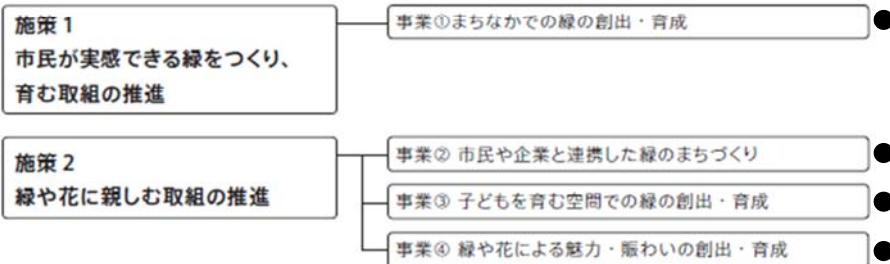 施策 1
市民が実感できる緑をつくり、
育む取組の推進
事業①まちなかでの緑の創出・育成
施策 2
緑や花に親しむ取組の推進
事業② 市民や企業と連携した緑のまちづくり
事業③ 子どもを育む空間での緑の創出・育成
事業④ 緑や花による魅力・賑わいの創出・育成